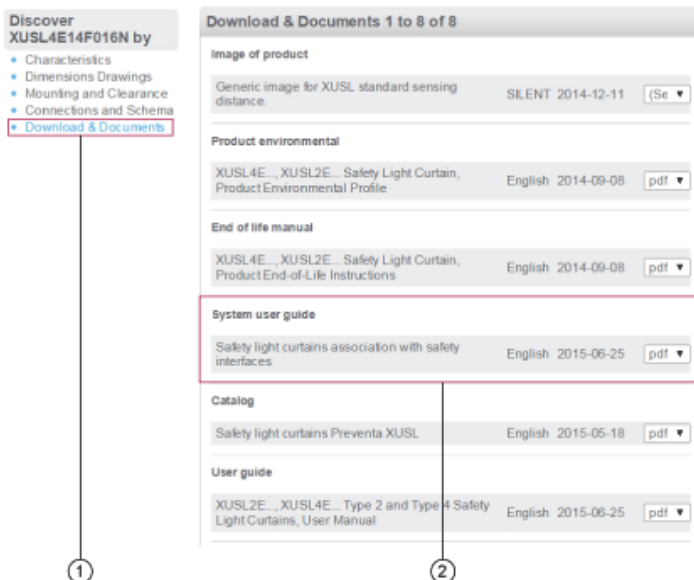 Discover
XUSL4E14F016N by
Characteristics
Dimensions Drawings
Mounting and Clearance
Connections and Schema
Download & Documents
Download & Documents 1 to 8 of 8
Image of product
Generic image for XUSL standard sensing
distance.
SILENT 2014-12-11 (Se ▼
Product environmental
XUSL4E..., XUSL2E... Safety Light Curtain,
Product Environmental Profile
English 2014-09-08 pdf ▼
End of life manual
XUSL4E..., XUSL2E... Safety Light Curtain,
Product End-of-Life Instructions
English 2014-09-08 pdf ▼
System user guide
Safety light curtains association with safety
interfaces
English 2015-06-25 pdf ▼
Catalog
Safety light curtains Preventa XUSL English 2015-05-18 pdf ▼
User guide
XUSL2E..., XUSL4E... Type 2 and Type 4 Safety
Light Curtains, User Manual
English 2015-06-25 pdf ▼
1 2